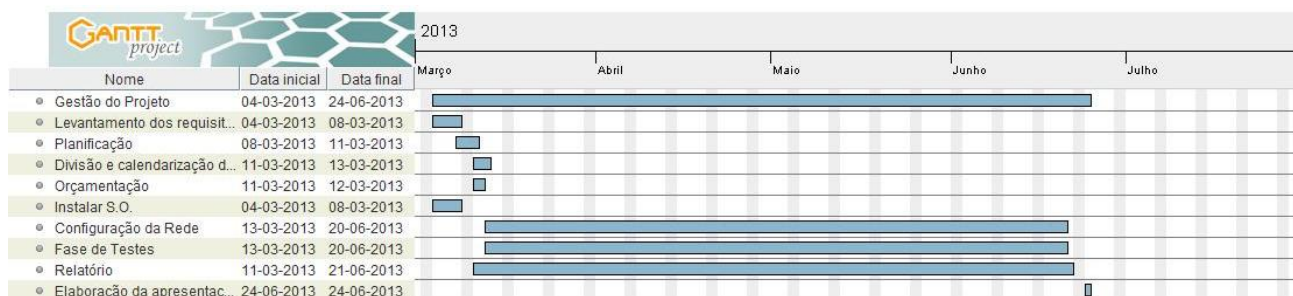 GANTT project
2013
Março Abril Maio Junho Julho
Nome Data inicial Data final
Gestão do Projeto 04-03-2013 24-06-2013
Levantamento dos requisit... 04-03-2013 08-03-2013
Planificação 08-03-2013 11-03-2013
Divisão e calendarização d... 11-03-2013 13-03-2013
Orçamentação 11-03-2013 12-03-2013
Instalar S.O. 04-03-2013 08-03-2013
Configuração da Rede 13-03-2013 20-06-2013
Fase de Testes 13-03-2013 20-06-2013
Relatório 11-03-2013 21-06-2013
Elaboração da apresentac... 24-06-2013 24-06-2013